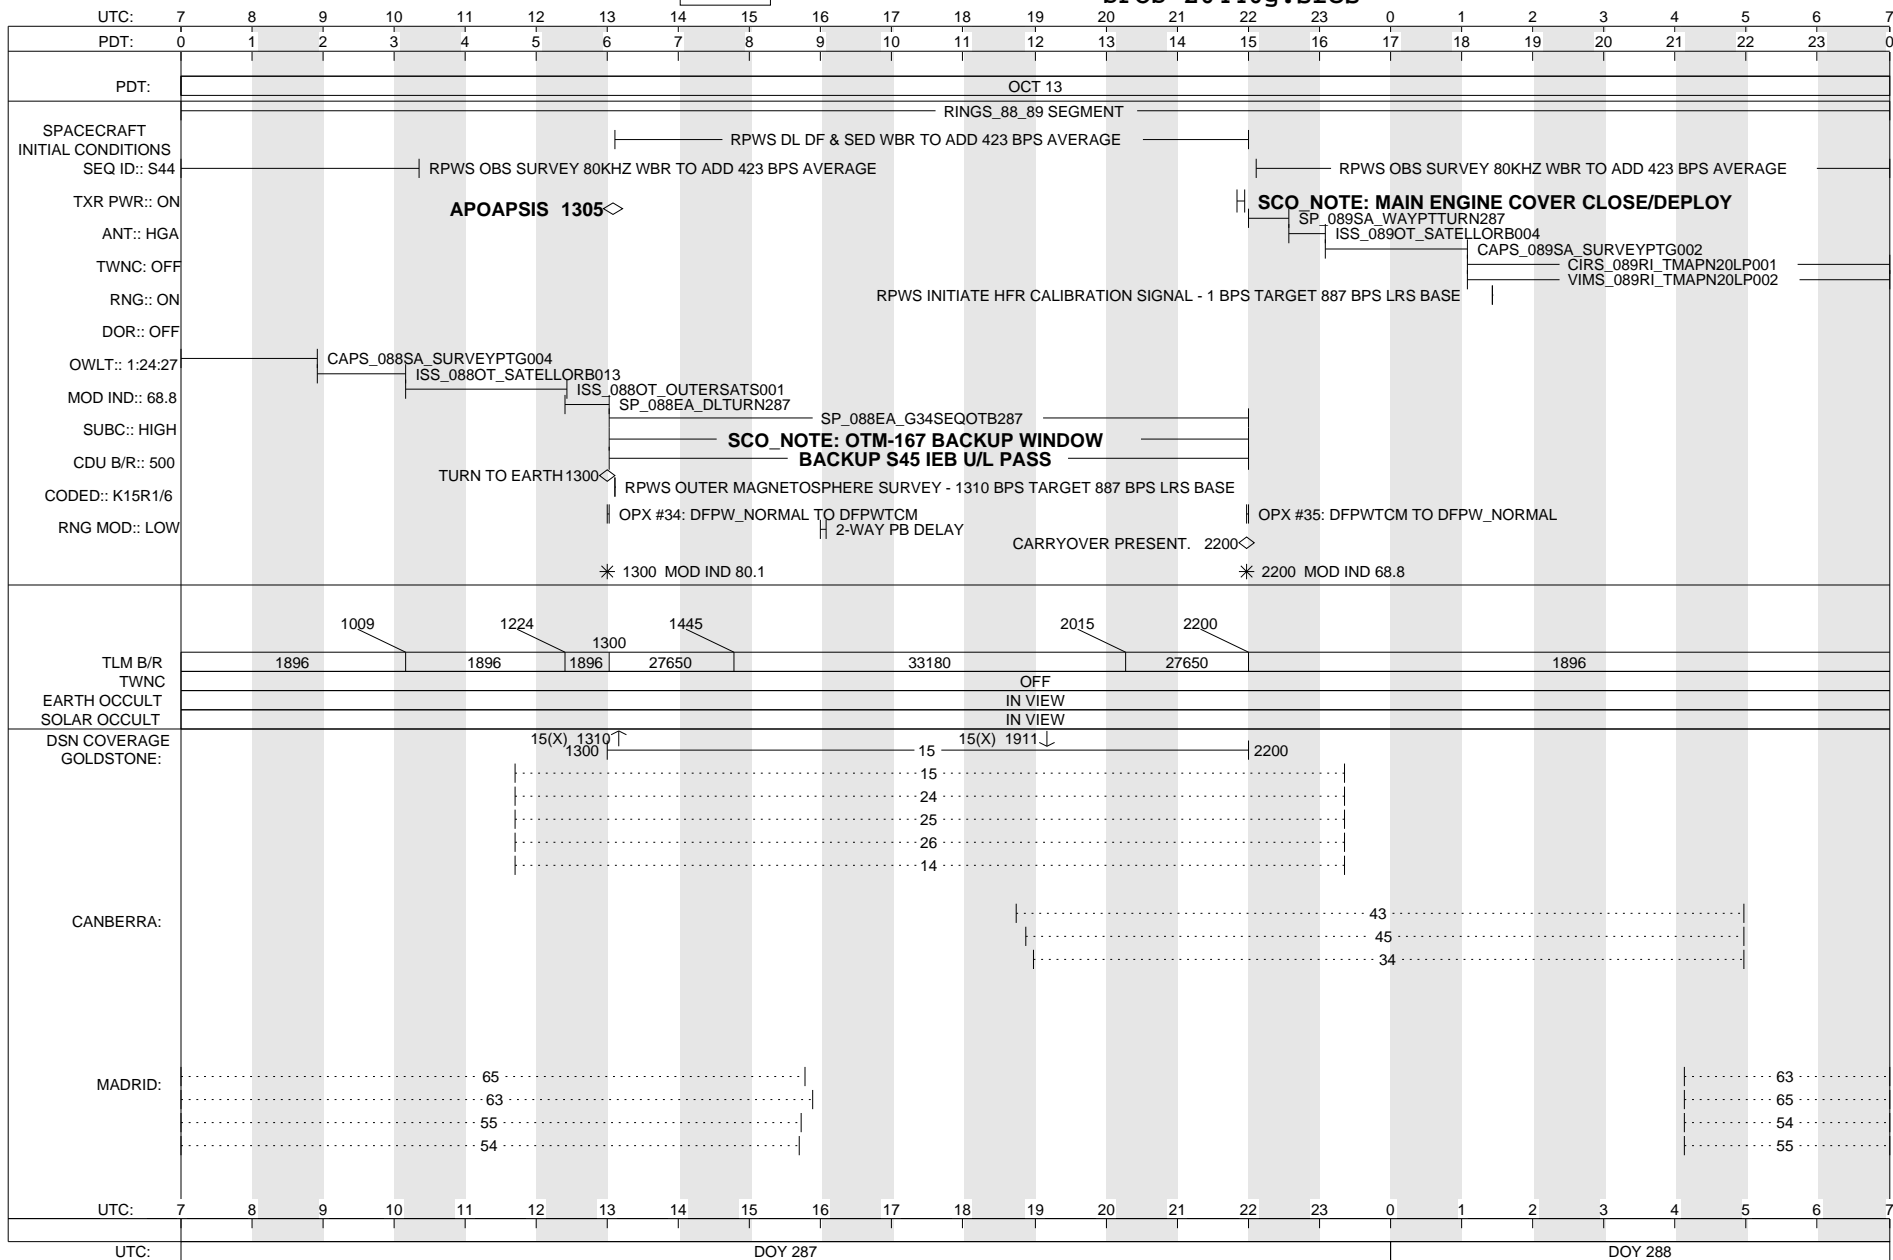 UTC: 7 8 9 10 11 12 13 14 15 16 17 18 19 20 21 22 23 0 1 2 3 4 5 6 7
PDT: 0 1 2 3 4 5 6 7 8 9 10 11 12 13 14 15 16 17 18 19 20 21 22 23 0
PDT: OCT 13
RINGS_88_89 SEGMENT
SPACECRAFT
INITIAL CONDITIONS
RPWS DL DF & SED WBR TO ADD 423 BPS AVERAGE
SEQ ID:: S44
RPWS OBS SURVEY 80KHZ WBR TO ADD 423 BPS AVERAGE
RPWS OBS SURVEY 80KHZ WBR TO ADD 423 BPS AVERAGE
TXR PWR:: ON
APOAPSIS 1305
SCO_NOTE: MAIN ENGINE COVER CLOSE/DEPLOY
SP_089SA_WAYPTTURN287
ANT:: HGA
ISS_089OT_SATELLORB004
CAPS_089SA_SURVEYPTG002
TWNC: OFF
CIRS_089RI_TMAPN20LP001
VIMS_089RI_TMAPN20LP002
RNG:: ON
RPWS INITIATE HFR CALIBRATION SIGNAL - 1 BPS TARGET 887 BPS LRS BASE
DOR:: OFF
OWLT:: 1:24:27
CAPS_088SA_SURVEYPTG004
ISS_088OT_SATELLORB013
MOD IND:: 68.8
ISS_088OT_OUTERSATS001
SP_088EA_DLTURN287
SP_088EA_G34SEQOTB287
SUBC:: HIGH
SCO_NOTE: OTM-167 BACKUP WINDOW
CDU B/R:: 500
BACKUP S45 IEB U/L PASS
TURN TO EARTH 1300
CODED:: K15R1/6
RPWS OUTER MAGNETOSPHERE SURVEY - 1310 BPS TARGET 887 BPS LRS BASE
OPX #34: DFPW_NORMAL TO DFPWTCM
OPX #35: DFPWTCM TO DFPW_NORMAL
RNG MOD:: LOW
2-WAY PB DELAY
CARRYOVER PRESENT. 2200
1300 MOD IND 80.1
2200 MOD IND 68.8
1009 1224 1300 1445 2015 2200
TLM B/R 1896 1896 1896 27650 33180 27650 1896
TWNC OFF
EARTH OCCULT IN VIEW
SOLAR OCCULT IN VIEW
DSN COVERAGE
15(X) 1310 15(X) 1911
GOLDSTONE: 1300 15 2200
15
24
25
26
14
CANBERRA: 43
45
34
MADRID: 65 63
63 65
55 54
54 55
UTC: 7 8 9 10 11 12 13 14 15 16 17 18 19 20 21 22 23 0 1 2 3 4 5 6 7
UTC: DOY 287 DOY 288